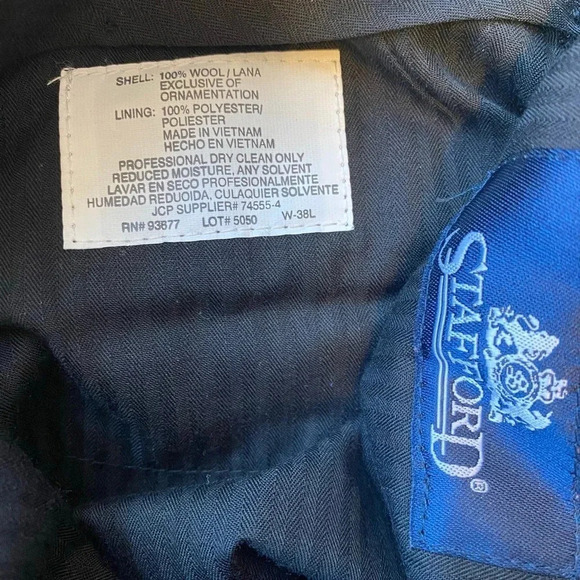 SHELL: 100% WOOL/LANA
EXCLUSIVE OF
ORNAMENTATION
LINING: 100% POLYESTER/
POLIESTER
MADE IN VIETNAM
HECHO EN VIETNAM
PROFESSIONAL DRY CLEAN ONLY
REDUCED MOISTURE, ANY SOLVENT
LAVAR EN SECO PROFESIONALMENTE
HUMEDAD REDUOIDA, CULAQUIER SOLVENTE
JCP SUPPLIER# 74555-4
RN# 93677 LOT# 5050 W-38L
STAFFORD®